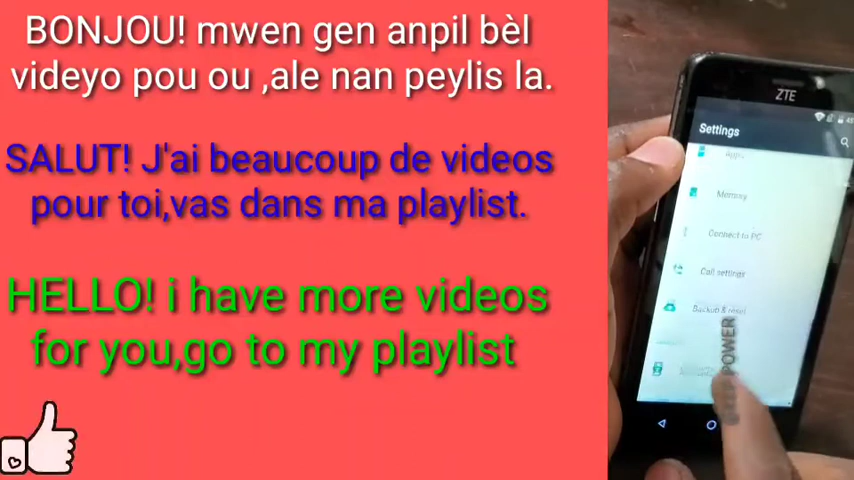 BONJOU! mwen gen anpil bèl
videyo pou ou ,ale nan peylis la.
SALUT! J'ai beaucoup de videos
pour toi,vas dans ma playlist.
HELLO! i have more videos
for you,go to my playlist
ZTE
Settings
Apps
Memory
Connect to PC
Call settings
Backup & reset
POWER